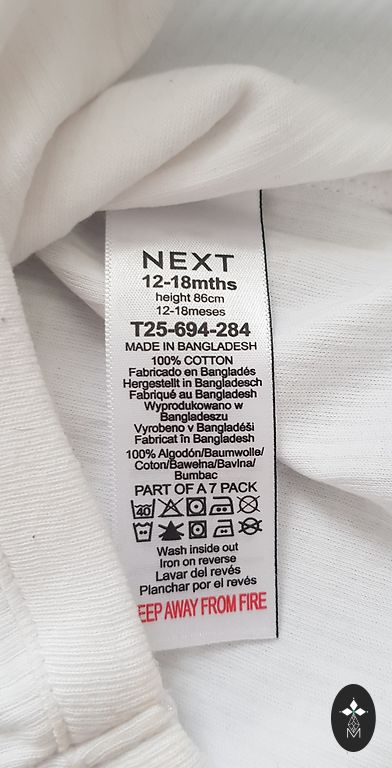 NEXT
12-18mths
height 86cm
12-18meses
T25-694-284
MADE IN BANGLADESH
100% COTTON
Fabricado en Bangladés
Hergestellt in Bangladesch
Fabriqué au Bangladesh
Wyprodukowano w
Bangladeszu
Vyrobeno v Bangladéši
Fabricat în Bangladesh
100% Algodón/Baumwolle/
Coton/Bawełna/Bavlna/
Bumbac
PART OF A 7 PACK
40
Wash inside out
Iron on reverse
Lavar del revés
Planchar por el revés
EEP AWAY FROM FIRE
M